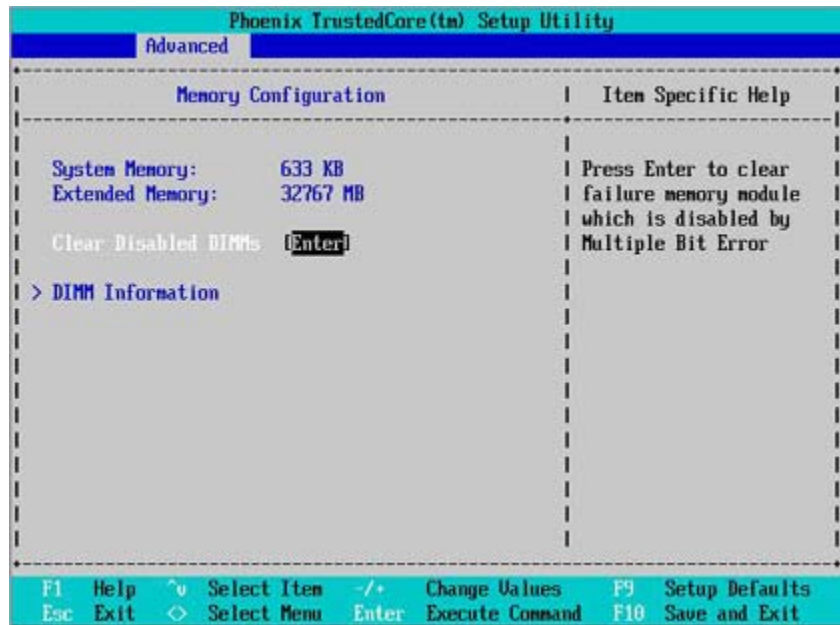 Phoenix TrustedCore(tm) Setup Utility
Advanced
Memory Configuration
Item Specific Help
System Memory: 633 KB
Extended Memory: 32767 MB
Clear Disabled DIMMs [Enter]
> DIMM Information
Press Enter to clear
failure memory module
which is disabled by
Multiple Bit Error
F1 Help ^v Select Item -/+ Change Values F9 Setup Defaults
Esc Exit <> Select Menu Enter Execute Command F10 Save and Exit